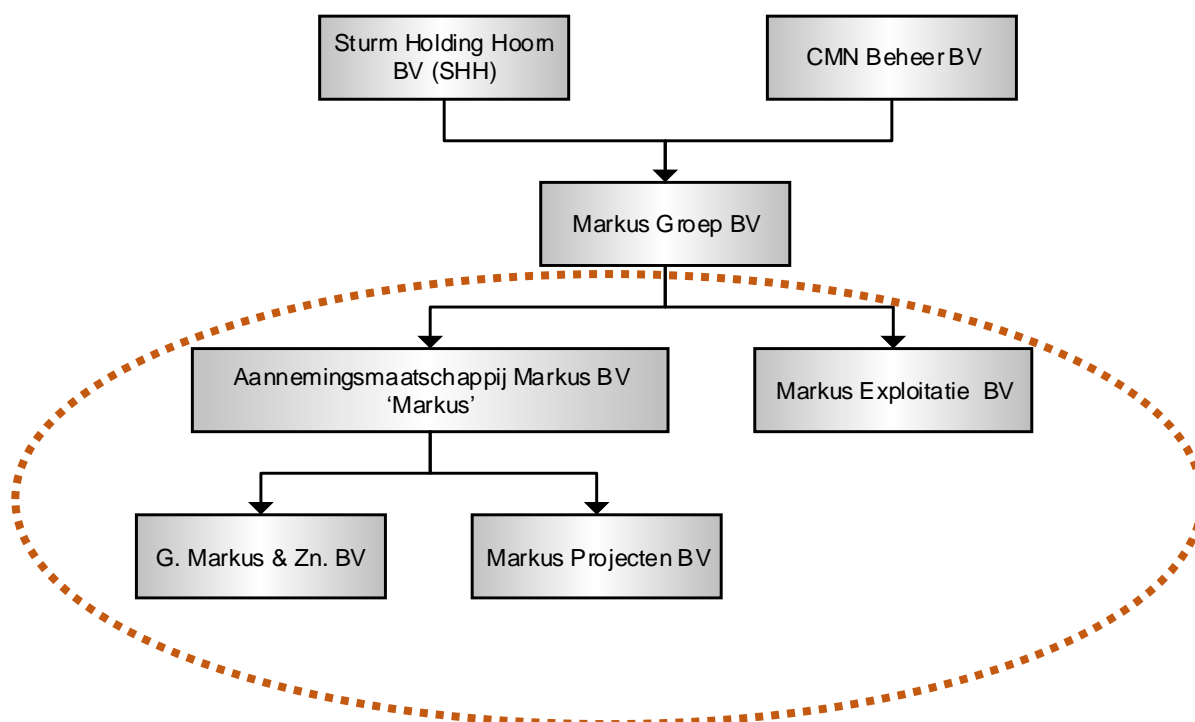 Sturm Holding Hoorn
BV (SHH)
CMN Beheer BV
Markus Groep BV
Aannemingsmaatschappij Markus BV
‘Markus’
Markus Exploitatie BV
G. Markus & Zn. BV
Markus Projecten BV